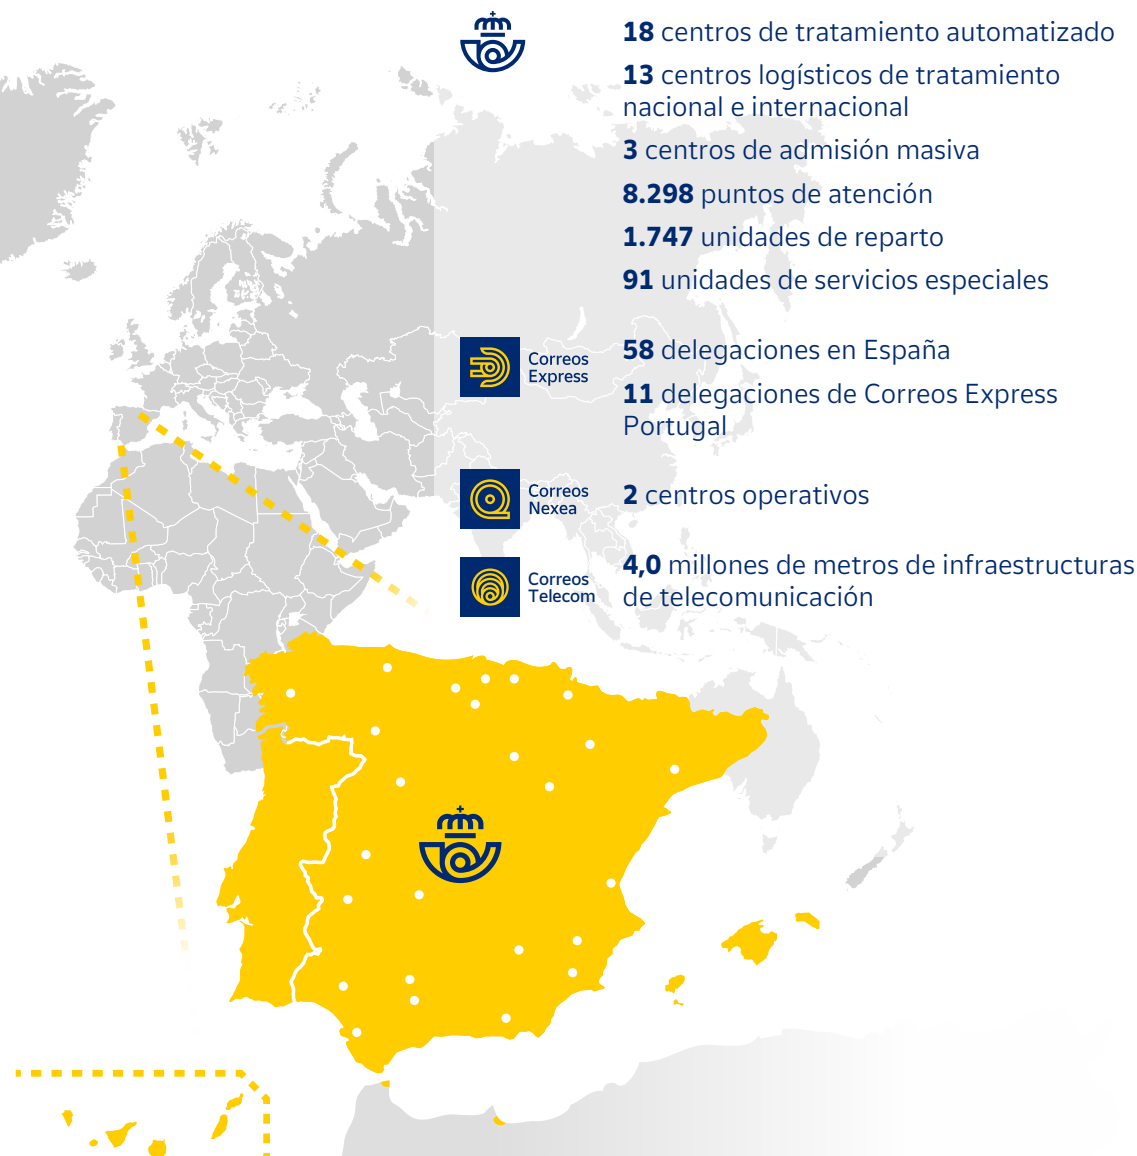 18 centros de tratamiento automatizado
13 centros logísticos de tratamiento
nacional e internacional
3 centros de admisión masiva
8.298 puntos de atención
1.747 unidades de reparto
91 unidades de servicios especiales
Correos
Express
58 delegaciones en España
11 delegaciones de Correos Express
Portugal
Correos
Nexea
2 centros operativos
Correos
Telecom
4,0 millones de metros de infraestructuras
de telecomunicación